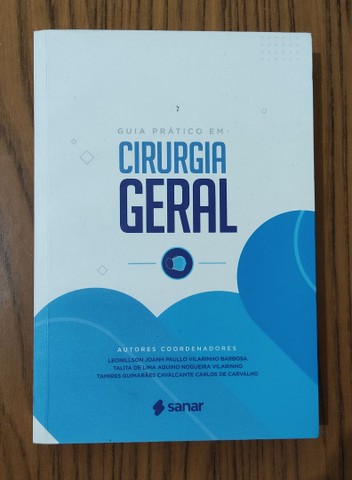 GUIA PRÁTICO EM
CIRURGIA
GERAL
AUTORES COORDENADORES
LEONILLSON JOANH PAULLO VILARINHO BARBOSA
TALITA DE LIMA AQUINO NOGUEIRA VILARINHO
TAMIRES GUIMARÃES CAVALCANTE CARLOS DE CARVALHO
sanar